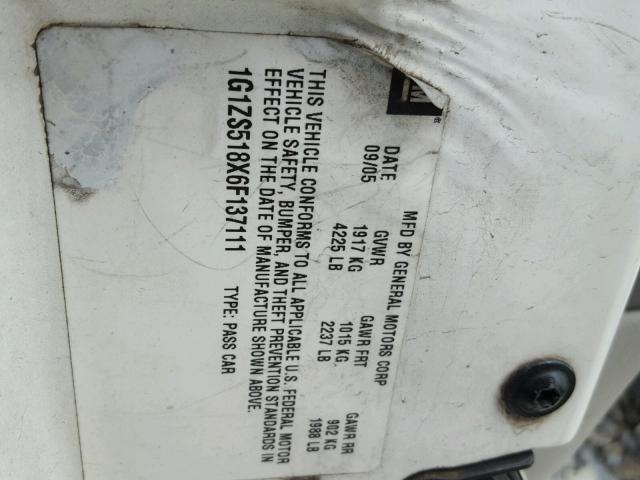 GM®
MFD BY GENERAL MOTORS CORP
DATE GVWR GAWR FRT GAWR RR
09/05 1917 KG 1015 KG 902 KG
4225 LB 2237 LB 1988 LB
THIS VEHICLE CONFORMS TO ALL APPLICABLE U.S. FEDERAL MOTOR
VEHICLE SAFETY, BUMPER, AND THEFT PREVENTION STANDARDS IN
EFFECT ON THE DATE OF MANUFACTURE SHOWN ABOVE.
1G1ZS518X6F137111 TYPE: PASS CAR